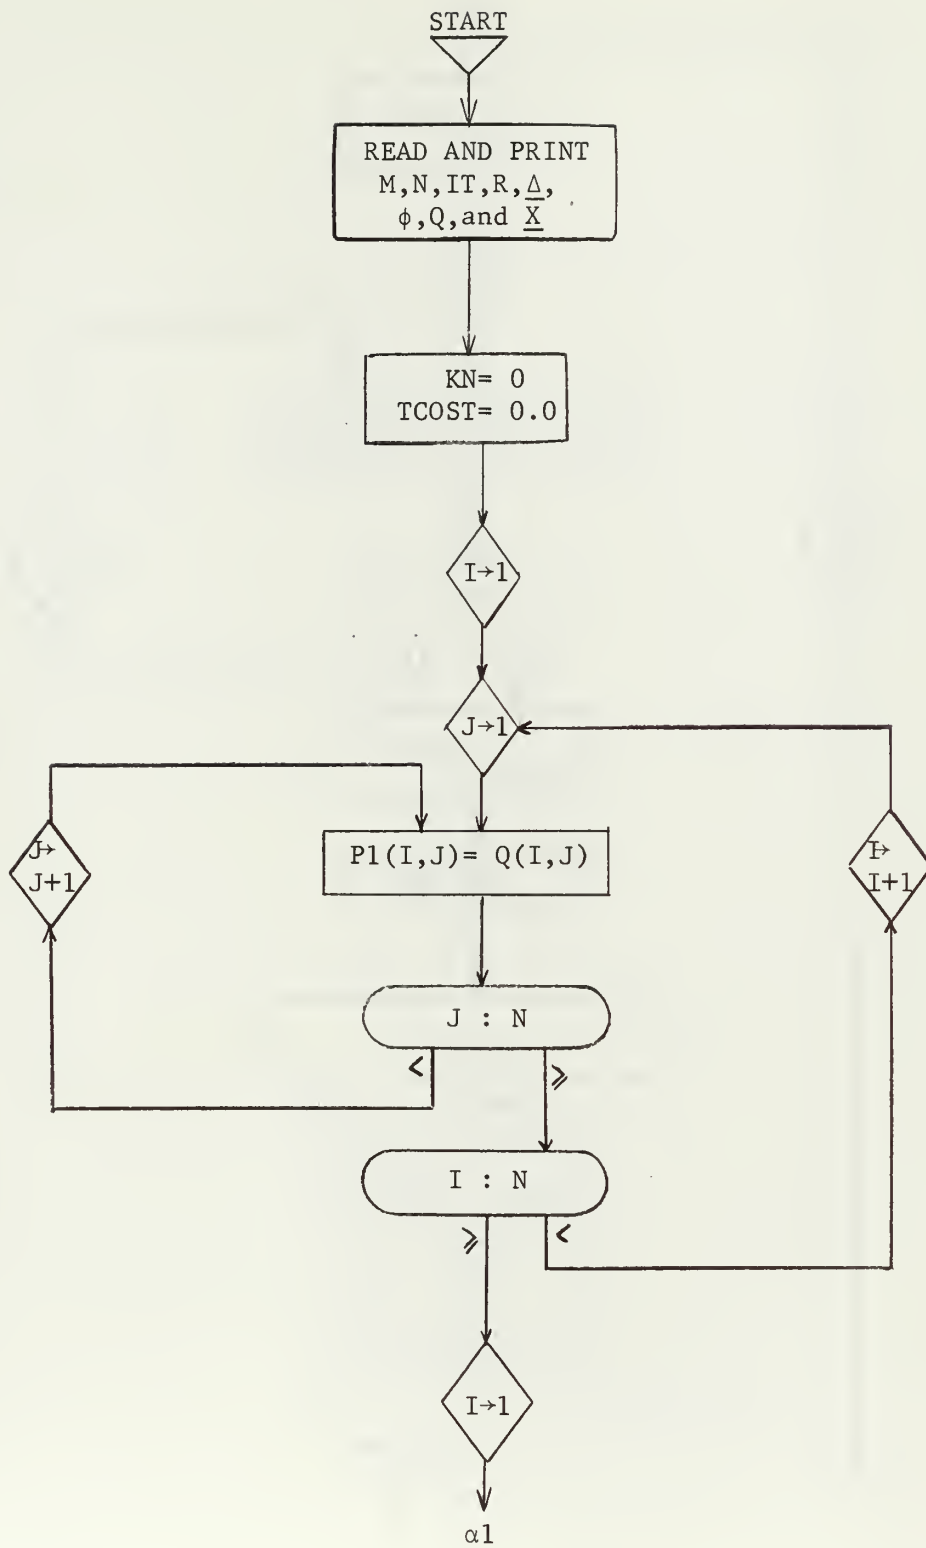 START
READ AND PRINT
M,N,IT,R,Δ,
ϕ,Q,and X
KN= 0
TCOST= 0.0
I→1
J→1
J→
J+1
P1(I,J)= Q(I,J)
I→
I+1
J : N
< ⩾
I : N
⩾ <
I→1
α1